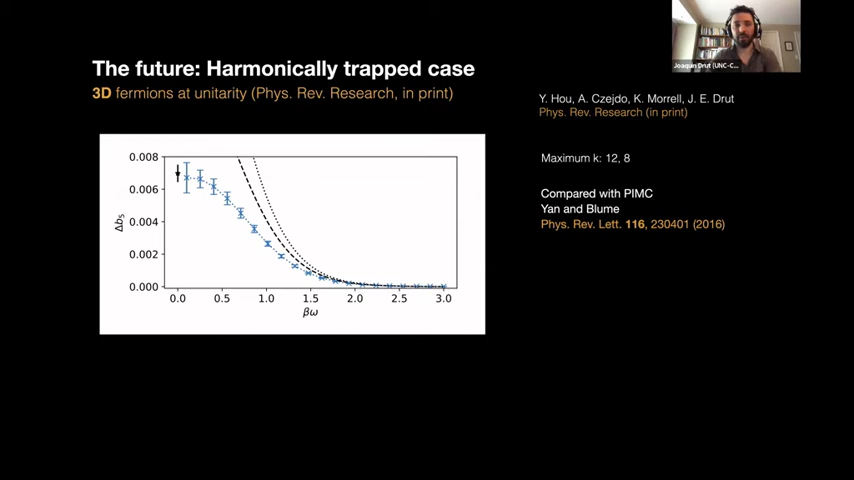 Joaquin Drut (UNC-C...
The future: Harmonically trapped case
3D fermions at unitarity (Phys. Rev. Research, in print)
Y. Hou, A. Czejdo, K. Morrell, J. E. Drut
Phys. Rev. Research (in print)
Maximum k: 12, 8
Compared with PIMC
Yan and Blume
Phys. Rev. Lett. 116, 230401 (2016)
0.008
0.006
0.004
0.002
0.000
Δb₅
0.0 0.5 1.0 1.5 2.0 2.5 3.0
βω